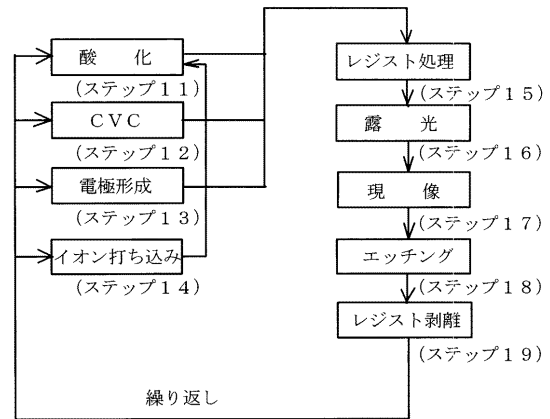 酸　化
(ステップ11)
CVC
(ステップ12)
電極形成
(ステップ13)
イオン打ち込み
(ステップ14)
レジスト処理
(ステップ15)
露　光
(ステップ16)
現　像
(ステップ17)
エッチング
(ステップ18)
レジスト剥離
(ステップ19)
繰り返し